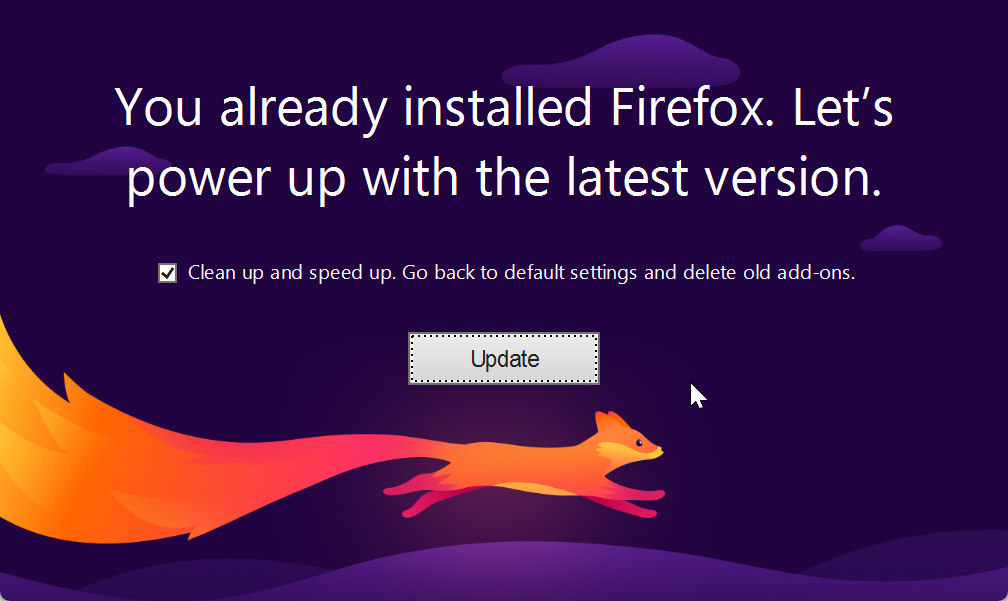 You already installed Firefox. Let’s
power up with the latest version.
Clean up and speed up. Go back to default settings and delete old add-ons.
Update